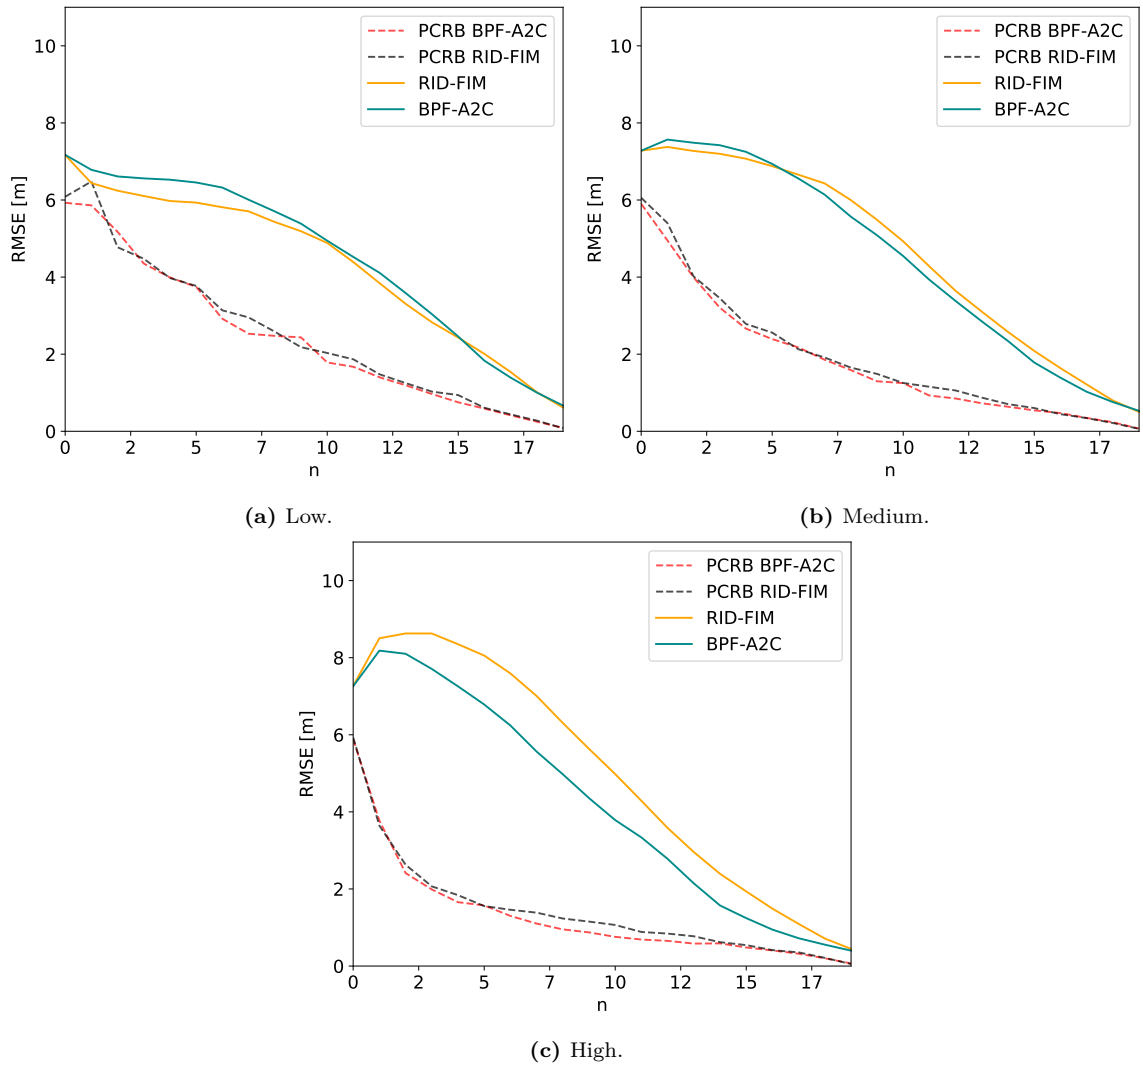 PCRB BPF-A2C
PCRB RID-FIM
RID-FIM
BPF-A2C
RMSE [m]
10
8
6
4
2
0
0 2 5 7 10 12 15 17
n
(a) Low.
PCRB BPF-A2C
PCRB RID-FIM
RID-FIM
BPF-A2C
RMSE [m]
10
8
6
4
2
0
0 2 5 7 10 12 15 17
n
(b) Medium.
PCRB BPF-A2C
PCRB RID-FIM
RID-FIM
BPF-A2C
RMSE [m]
10
8
6
4
2
0
0 2 5 7 10 12 15 17
n
(c) High.